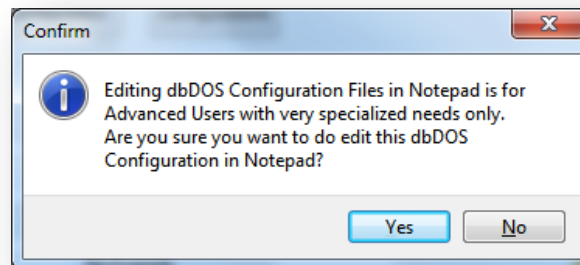 Confirm
X
Editing dbDOS Configuration Files in Notepad is for
Advanced Users with very specialized needs only.
Are you sure you want to do edit this dbDOS
Configuration in Notepad?
Yes
No